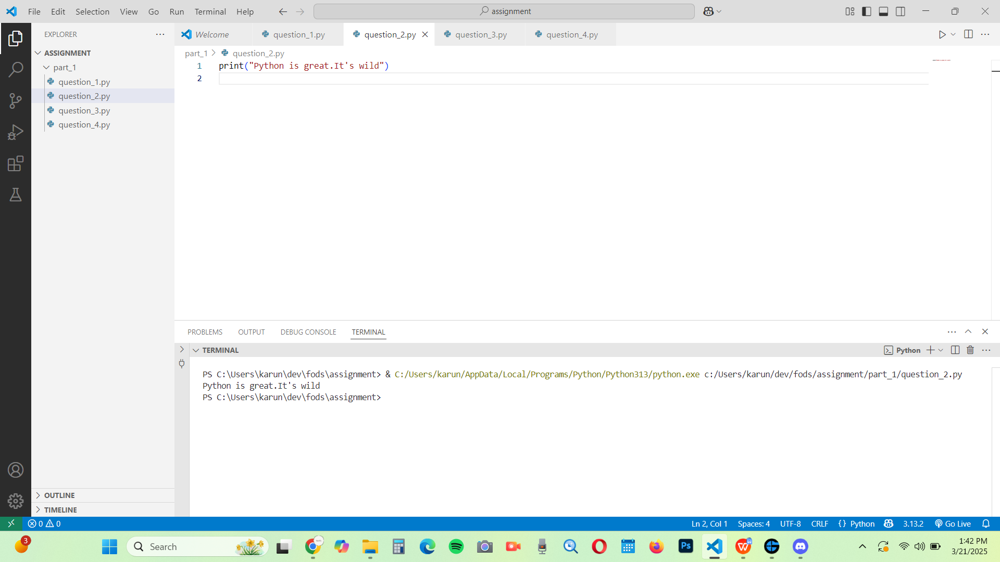 File Edit Selection View Go Run Terminal Help
assignment
EXPLORER
Welcome
question_1.py
question_2.py
question_3.py
question_4.py
ASSIGNMENT
part_1
question_1.py
question_2.py
question_3.py
question_4.py
part_1 > question_2.py
1 print("Python is great.It's wild")
2
PROBLEMS OUTPUT DEBUG CONSOLE TERMINAL
TERMINAL
Python
PS C:\Users\karun\dev\fods\assignment> & C:/Users/karun/AppData/Local/Programs/Python/Python313/python.exe c:/Users/karun/dev/fods/assignment/part_1/question_2.py
Python is great.It's wild
PS C:\Users\karun\dev\fods\assignment>
OUTLINE
TIMELINE
0 0
Ln 2, Col 1 Spaces: 4 UTF-8 CRLF {} Python 3.13.2 Go Live
3
Search
Ps
W
1:42 PM
3/21/2025